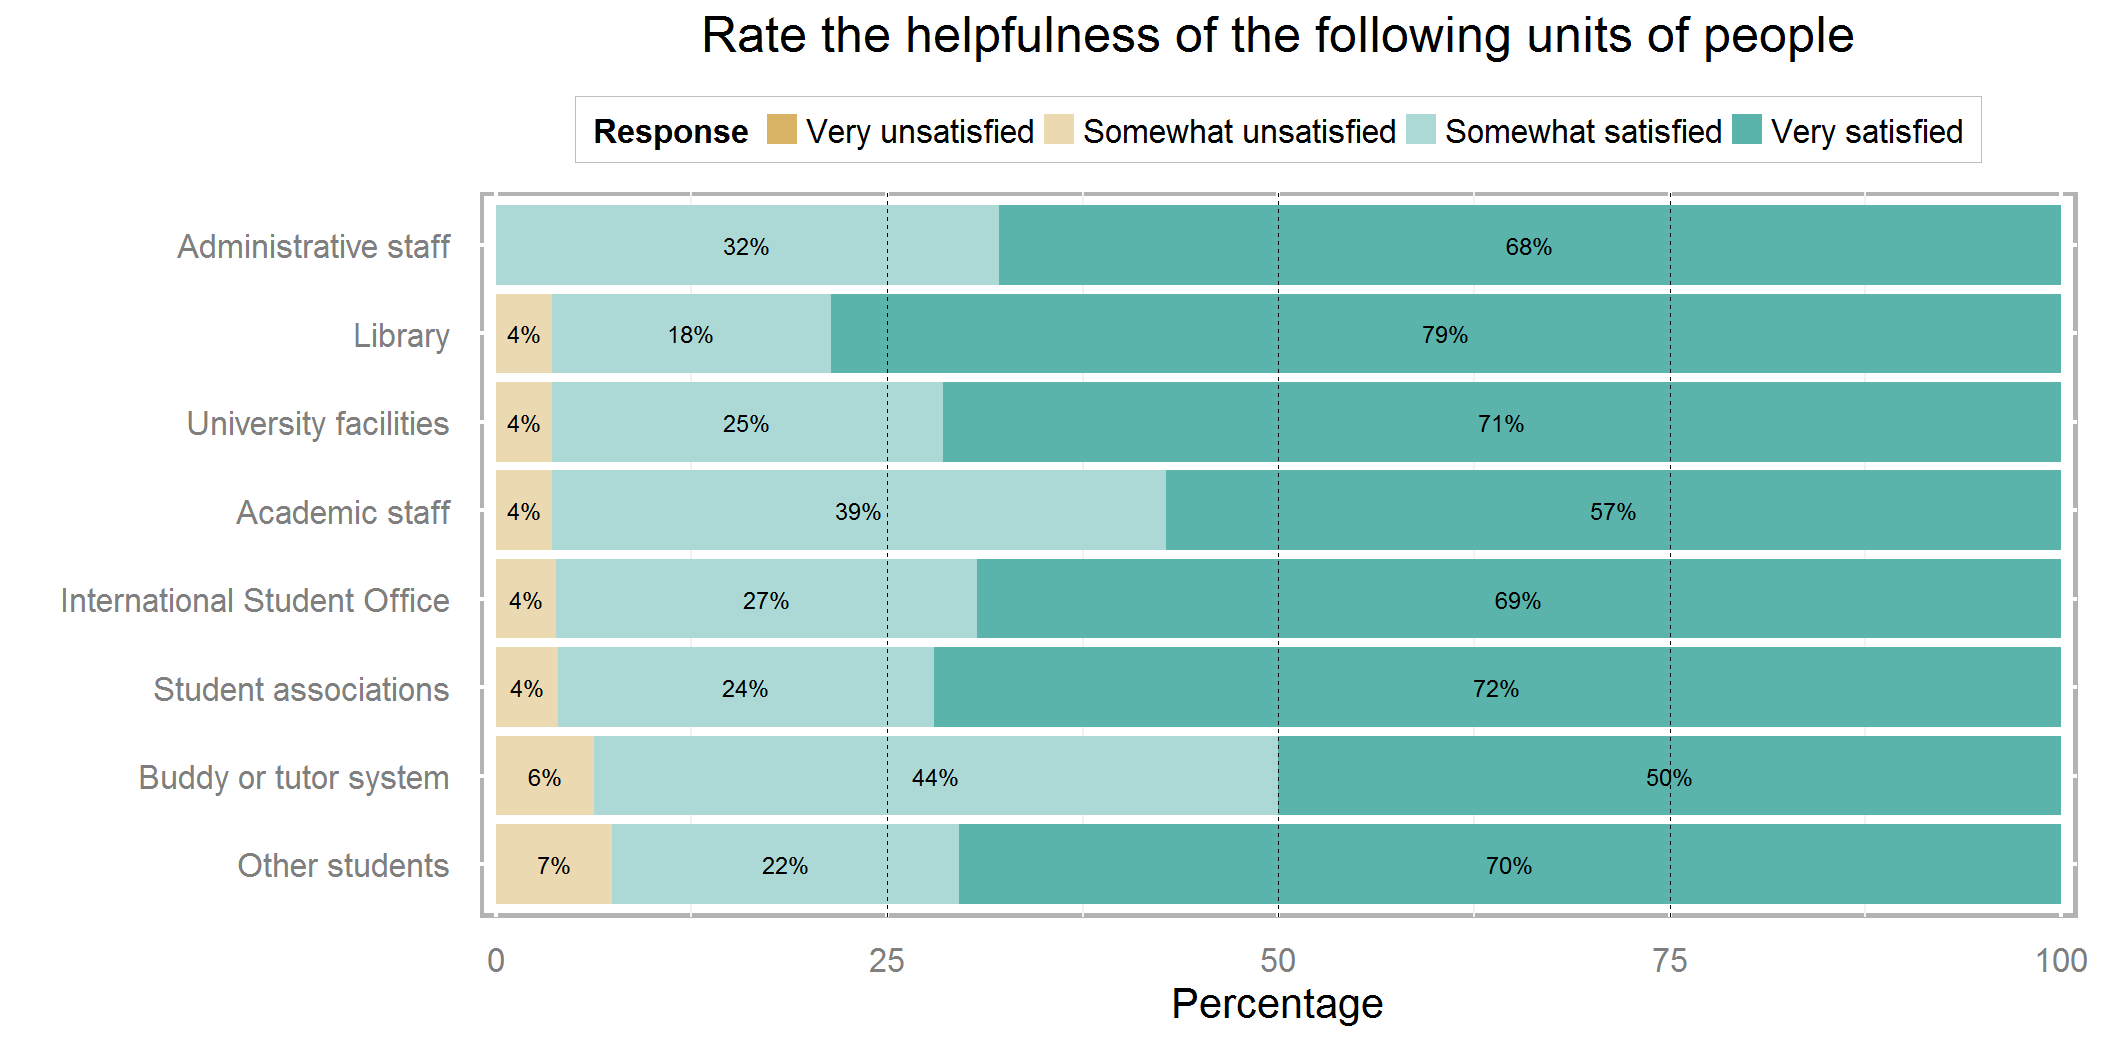 Rate the helpfulness of the following units of people
Response Very unsatisfied Somewhat unsatisfied Somewhat satisfied Very satisfied
Administrative staff 32% 68%
Library 4% 18% 79%
University facilities 4% 25% 71%
Academic staff 4% 39% 57%
International Student Office 4% 27% 69%
Student associations 4% 24% 72%
Buddy or tutor system 6% 44% 50%
Other students 7% 22% 70%
0 25 50 75 100
Percentage